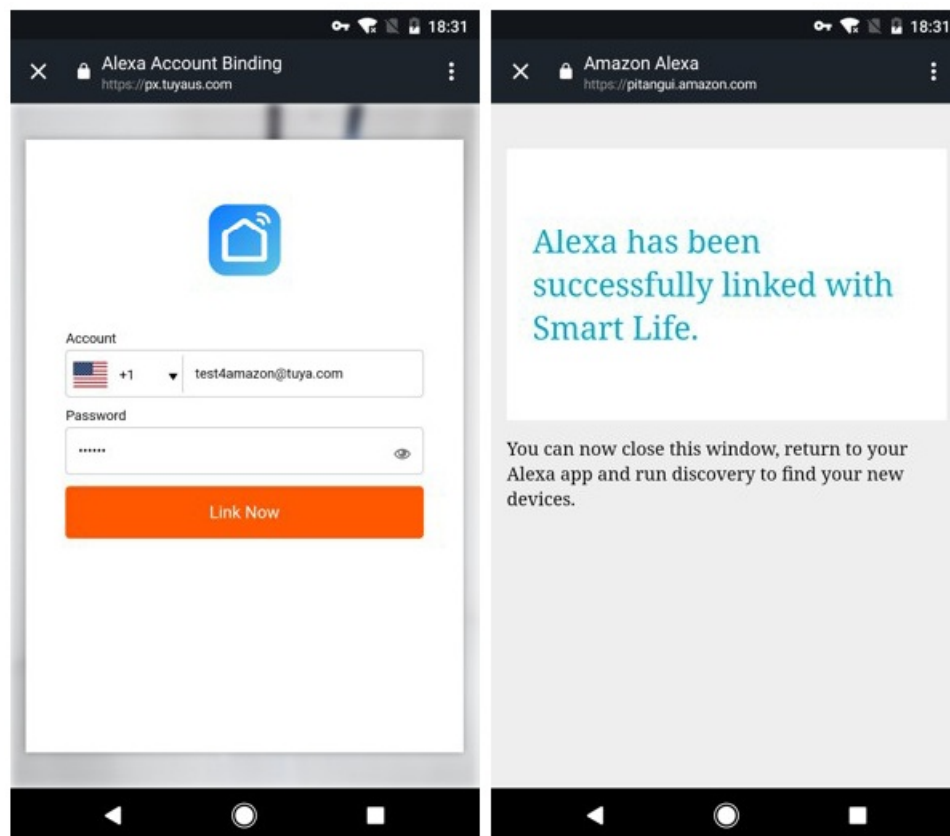 18:31
Alexa Account Binding
https://px.tuyaus.com
Account
+1
test4amazon@tuya.com
Password
······
Link Now
18:31
Amazon Alexa
https://pitangui.amazon.com
Alexa has been
successfully linked with
Smart Life.
You can now close this window, return to your
Alexa app and run discovery to find your new
devices.